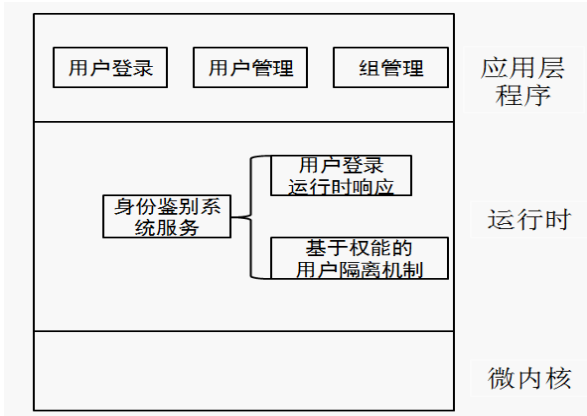 用户登录
用户管理
组管理
应用层
程序
用户登录
运行时响应
身份鉴别系
统服务
基于权能的
用户隔离机制
运行时
微内核